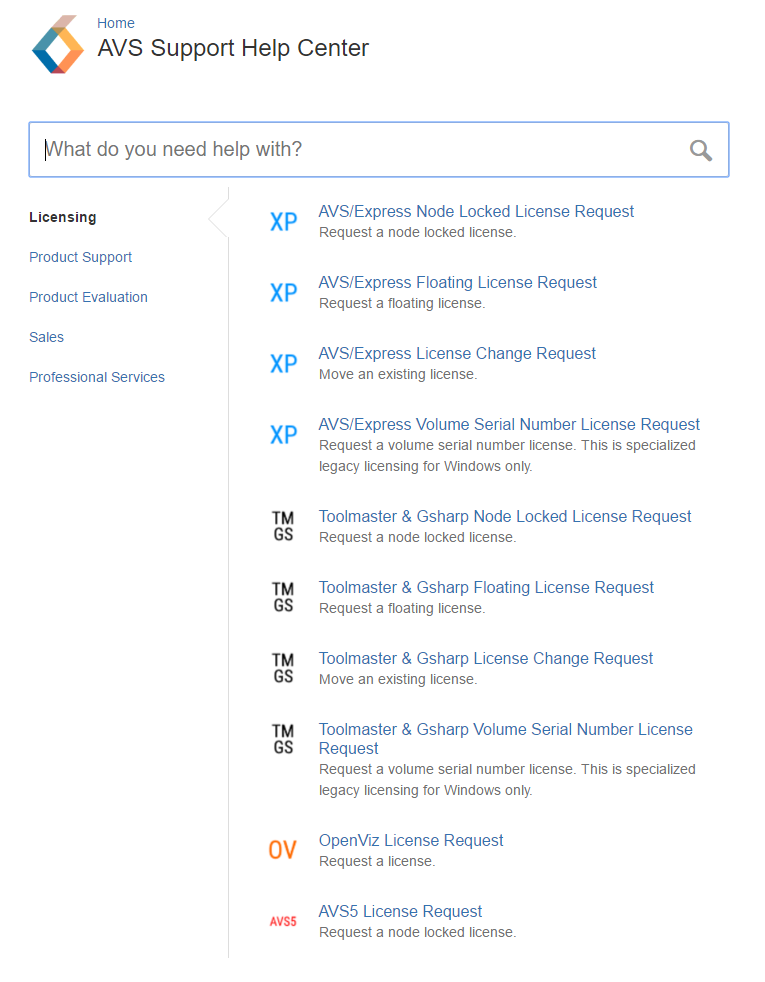 Home
AVS Support Help Center
What do you need help with?
Licensing
Product Support
Product Evaluation
Sales
Professional Services
XP
AVS/Express Node Locked License Request
Request a node locked license.
XP
AVS/Express Floating License Request
Request a floating license.
XP
AVS/Express License Change Request
Move an existing license.
XP
AVS/Express Volume Serial Number License Request
Request a volume serial number license. This is specialized
legacy licensing for Windows only.
TM
GS
Toolmaster & Gsharp Node Locked License Request
Request a node locked license.
TM
GS
Toolmaster & Gsharp Floating License Request
Request a floating license.
TM
GS
Toolmaster & Gsharp License Change Request
Move an existing license.
TM
GS
Toolmaster & Gsharp Volume Serial Number License
Request
Request a volume serial number license. This is specialized
legacy licensing for Windows only.
OV
OpenViz License Request
Request a license.
AVS5
AVS5 License Request
Request a node locked license.